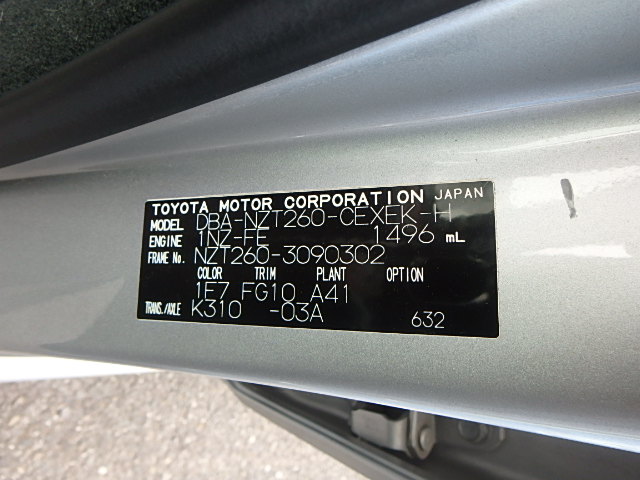 TOYOTA MOTOR CORPORATION JAPAN
MODEL DBA-NZT260-CEXEK-H
ENGINE 1NZ-FE 1496 mL
FRAME No. NZT260-3090302
COLOR TRIM PLANT OPTION
1E7 FG10 A41
TRANS./AXLE K310 -03A 632